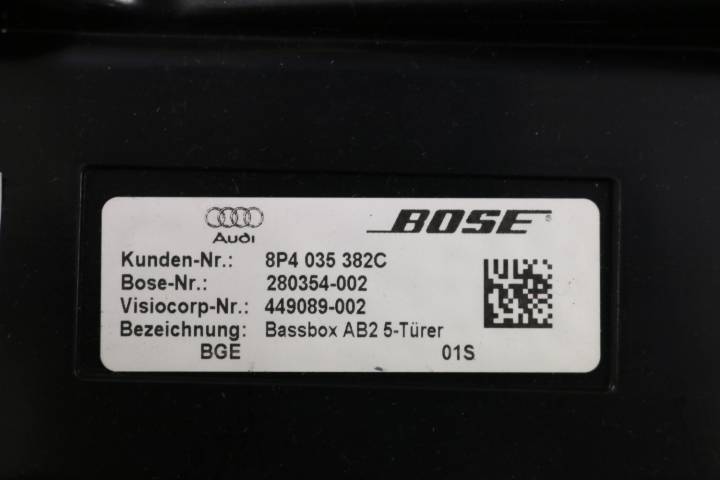 Audi BOSE
Kunden-Nr.: 8P4 035 382C
Bose-Nr.: 280354-002
Visiocorp-Nr.: 449089-002
Bezeichnung: Bassbox AB2 5-Türer
BGE 01S